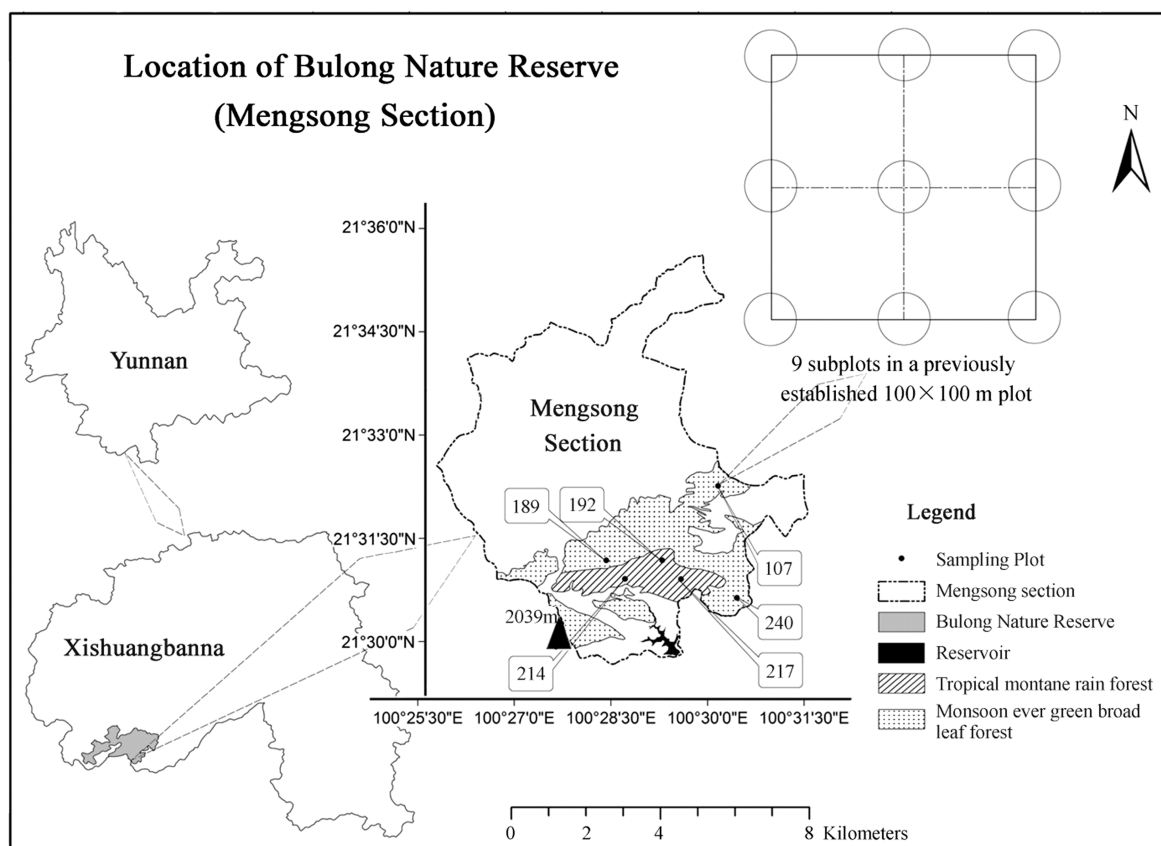 Location of Bulong Nature Reserve
(Mengsong Section)
N
9 subplots in a previously
established 100×100 m plot
Yunnan
Xishuangbanna
21°36'0"N
21°34'30"N
21°33'0"N
21°31'30"N
21°30'0"N
Mengsong
Section
189
192
107
240
2039m
214
217
100°25'30"E
100°27'0"E
100°28'30"E
100°30'0"E
100°31'30"E
Legend
Sampling Plot
Mengsong section
Bulong Nature Reserve
Reservoir
Tropical montane rain forest
Monsoon ever green broad
leaf forest
0 2 4 8 Kilometers